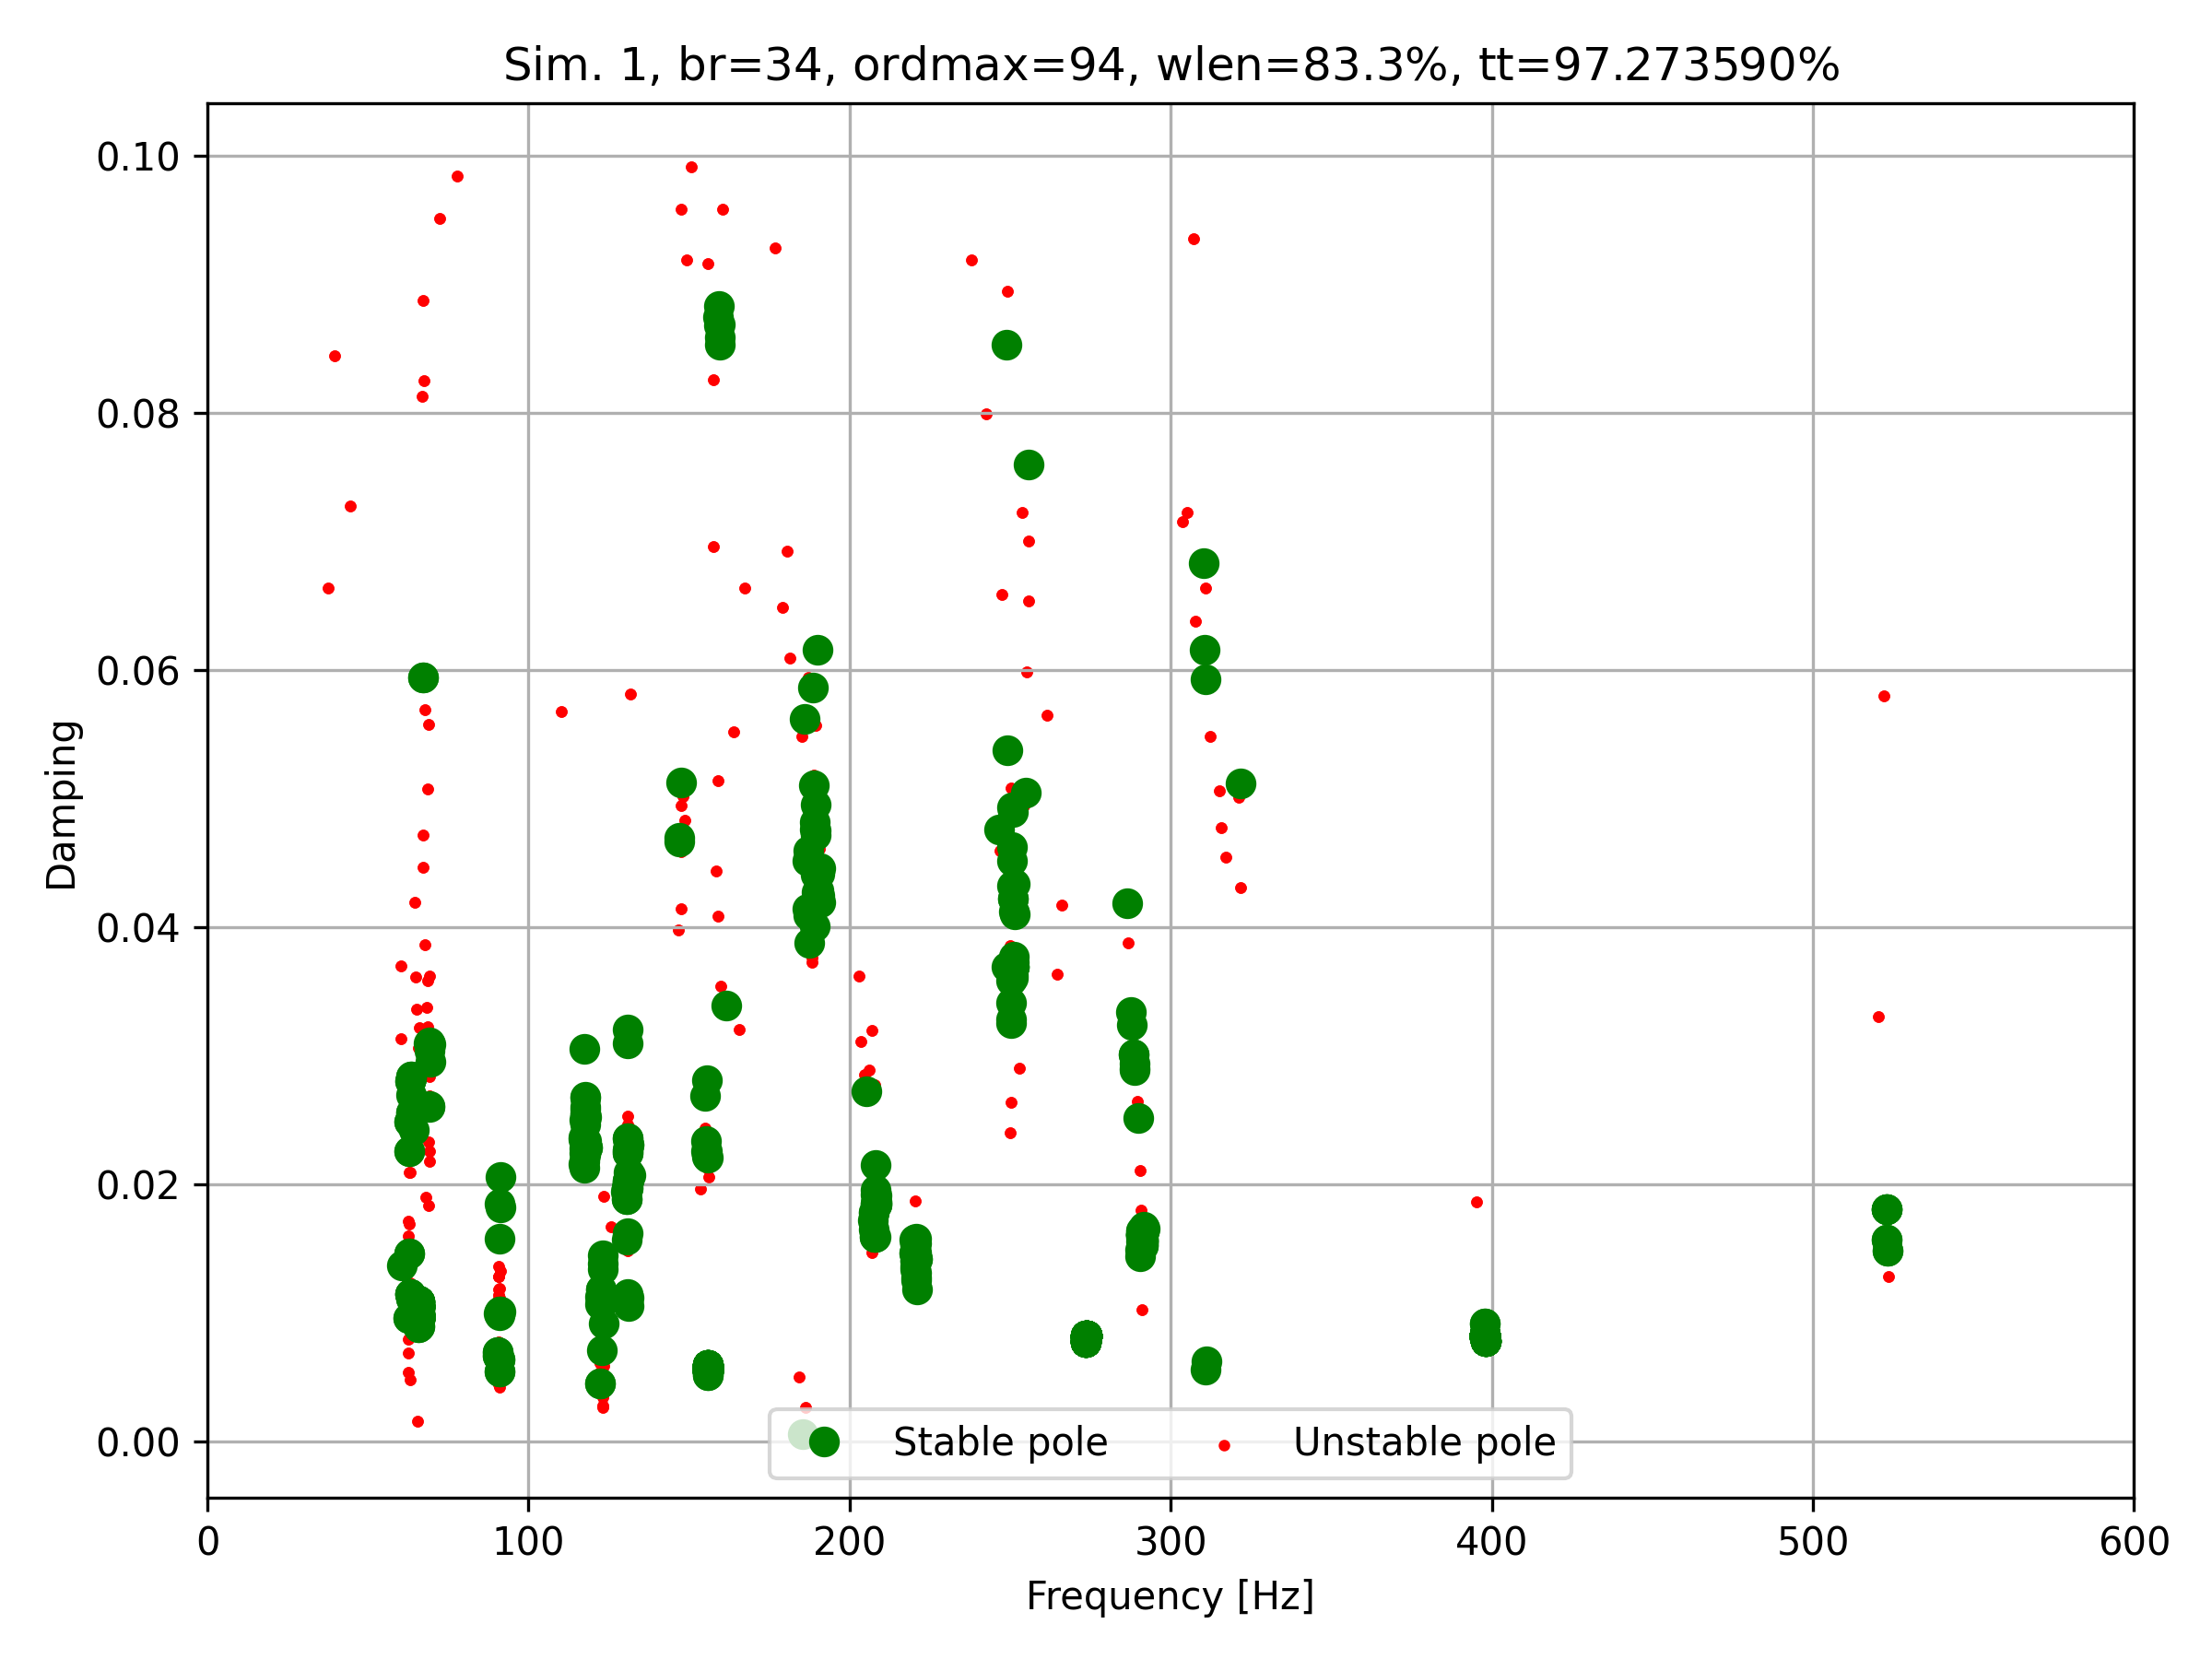 Sim. 1, br=34, ordmax=94, wlen=83.3%, tt=97.273590%
0.10
0.08
0.06
0.04
0.02
0.00
Damping
Stable pole
Unstable pole
0 100 200 300 400 500 600
Frequency [Hz]